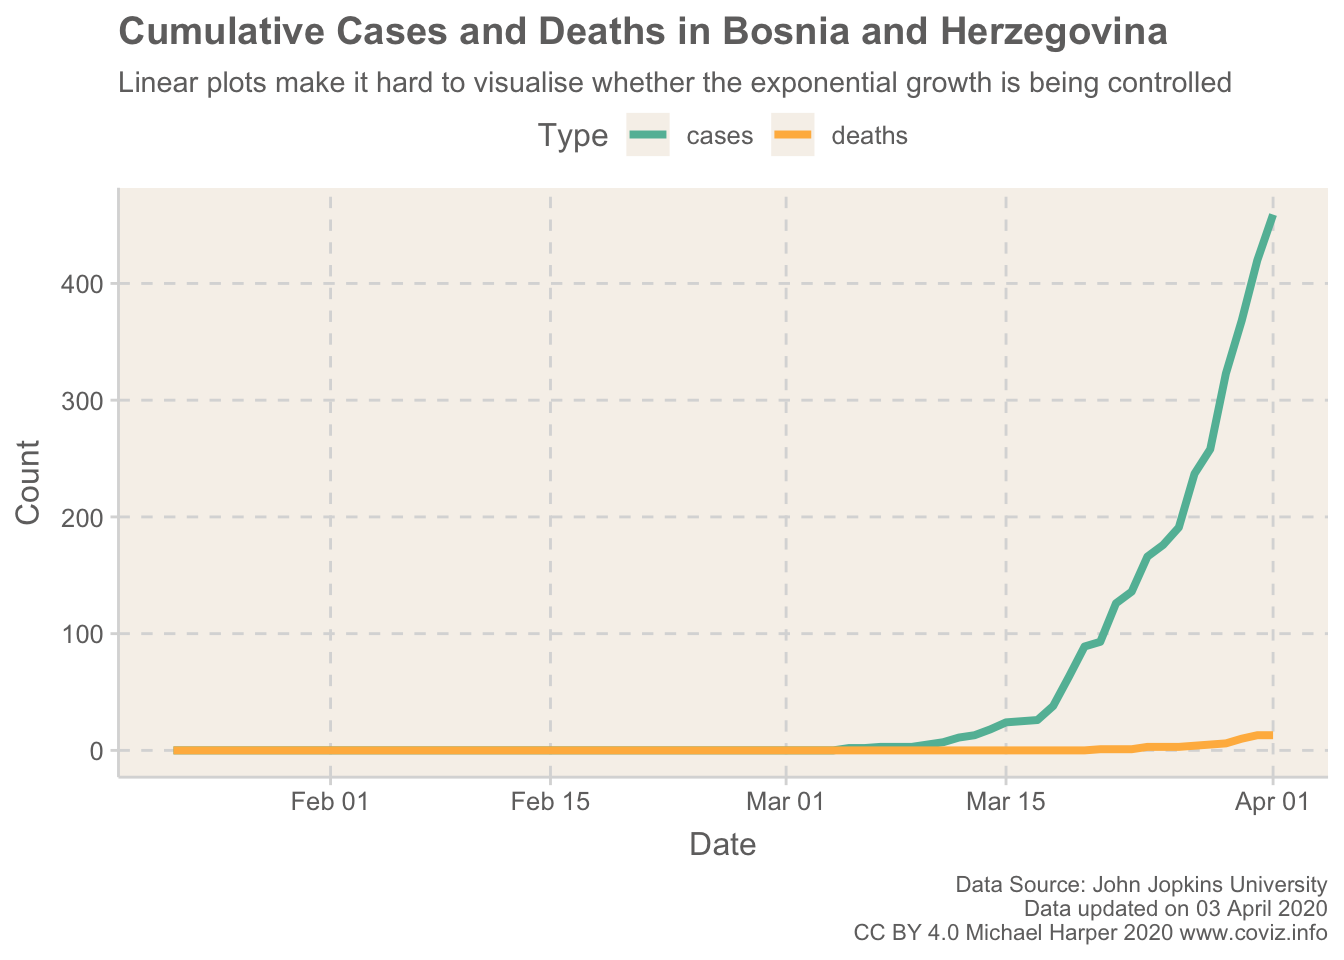 Cumulative Cases and Deaths in Bosnia and Herzegovina
Linear plots make it hard to visualise whether the exponential growth is being controlled
Type cases deaths
400
300
200
100
0
Count
Feb 01 Feb 15 Mar 01 Mar 15 Apr 01
Date
Data Source: John Jopkins University
Data updated on 03 April 2020
CC BY 4.0 Michael Harper 2020 www.coviz.info